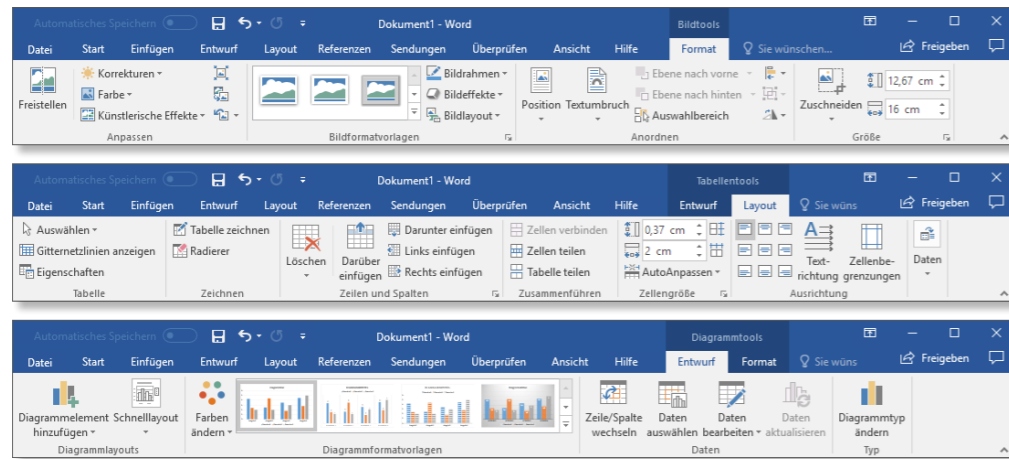 Automatisches Speichern Dokument1 - Word Bildtools
Datei Start Einfügen Entwurf Layout Referenzen Sendungen Überprüfen Ansicht Hilfe Format Sie wünschen... Freigeben
Freistellen
Korrekturen
Farbe
Künstlerische Effekte
Anpassen
Bildrahmen
Bildeffekte
Bildlayout
Bildformatvorlagen
Position Textumbruch
Ebene nach vorne
Ebene nach hinten
Auswahlbereich
Anordnen
Zuschneiden
12,67 cm
16 cm
Größe
Automatisches Speichern Dokument1 - Word Tabellentools
Datei Start Einfügen Entwurf Layout Referenzen Sendungen Überprüfen Ansicht Hilfe Entwurf Layout Sie wüns Freigeben
Auswählen
Gitternetzlinien anzeigen
Eigenschaften
Tabelle
Tabelle zeichnen
Radierer
Zeichnen
Löschen
Darüber
einfügen
Darunter einfügen
Links einfügen
Rechts einfügen
Zeilen und Spalten
Zellen verbinden
Zellen teilen
Tabelle teilen
Zusammenführen
0,37 cm
2 cm
AutoAnpassen
Zellengröße
Text-
richtung
Zellenbe-
grenzungen
Ausrichtung
Daten
Automatisches Speichern Dokument1 - Word Diagrammtools
Datei Start Einfügen Entwurf Layout Referenzen Sendungen Überprüfen Ansicht Hilfe Entwurf Format Sie wüns Freigeben
Diagrammelement
hinzufügen
Schnelllayout
Diagrammlayouts
Farben
ändern
Diagrammformatvorlagen
Zeile/Spalte
wechseln
Daten
auswählen
Daten
bearbeiten
Daten
aktualisieren
Daten
Diagrammtyp
ändern
Typ